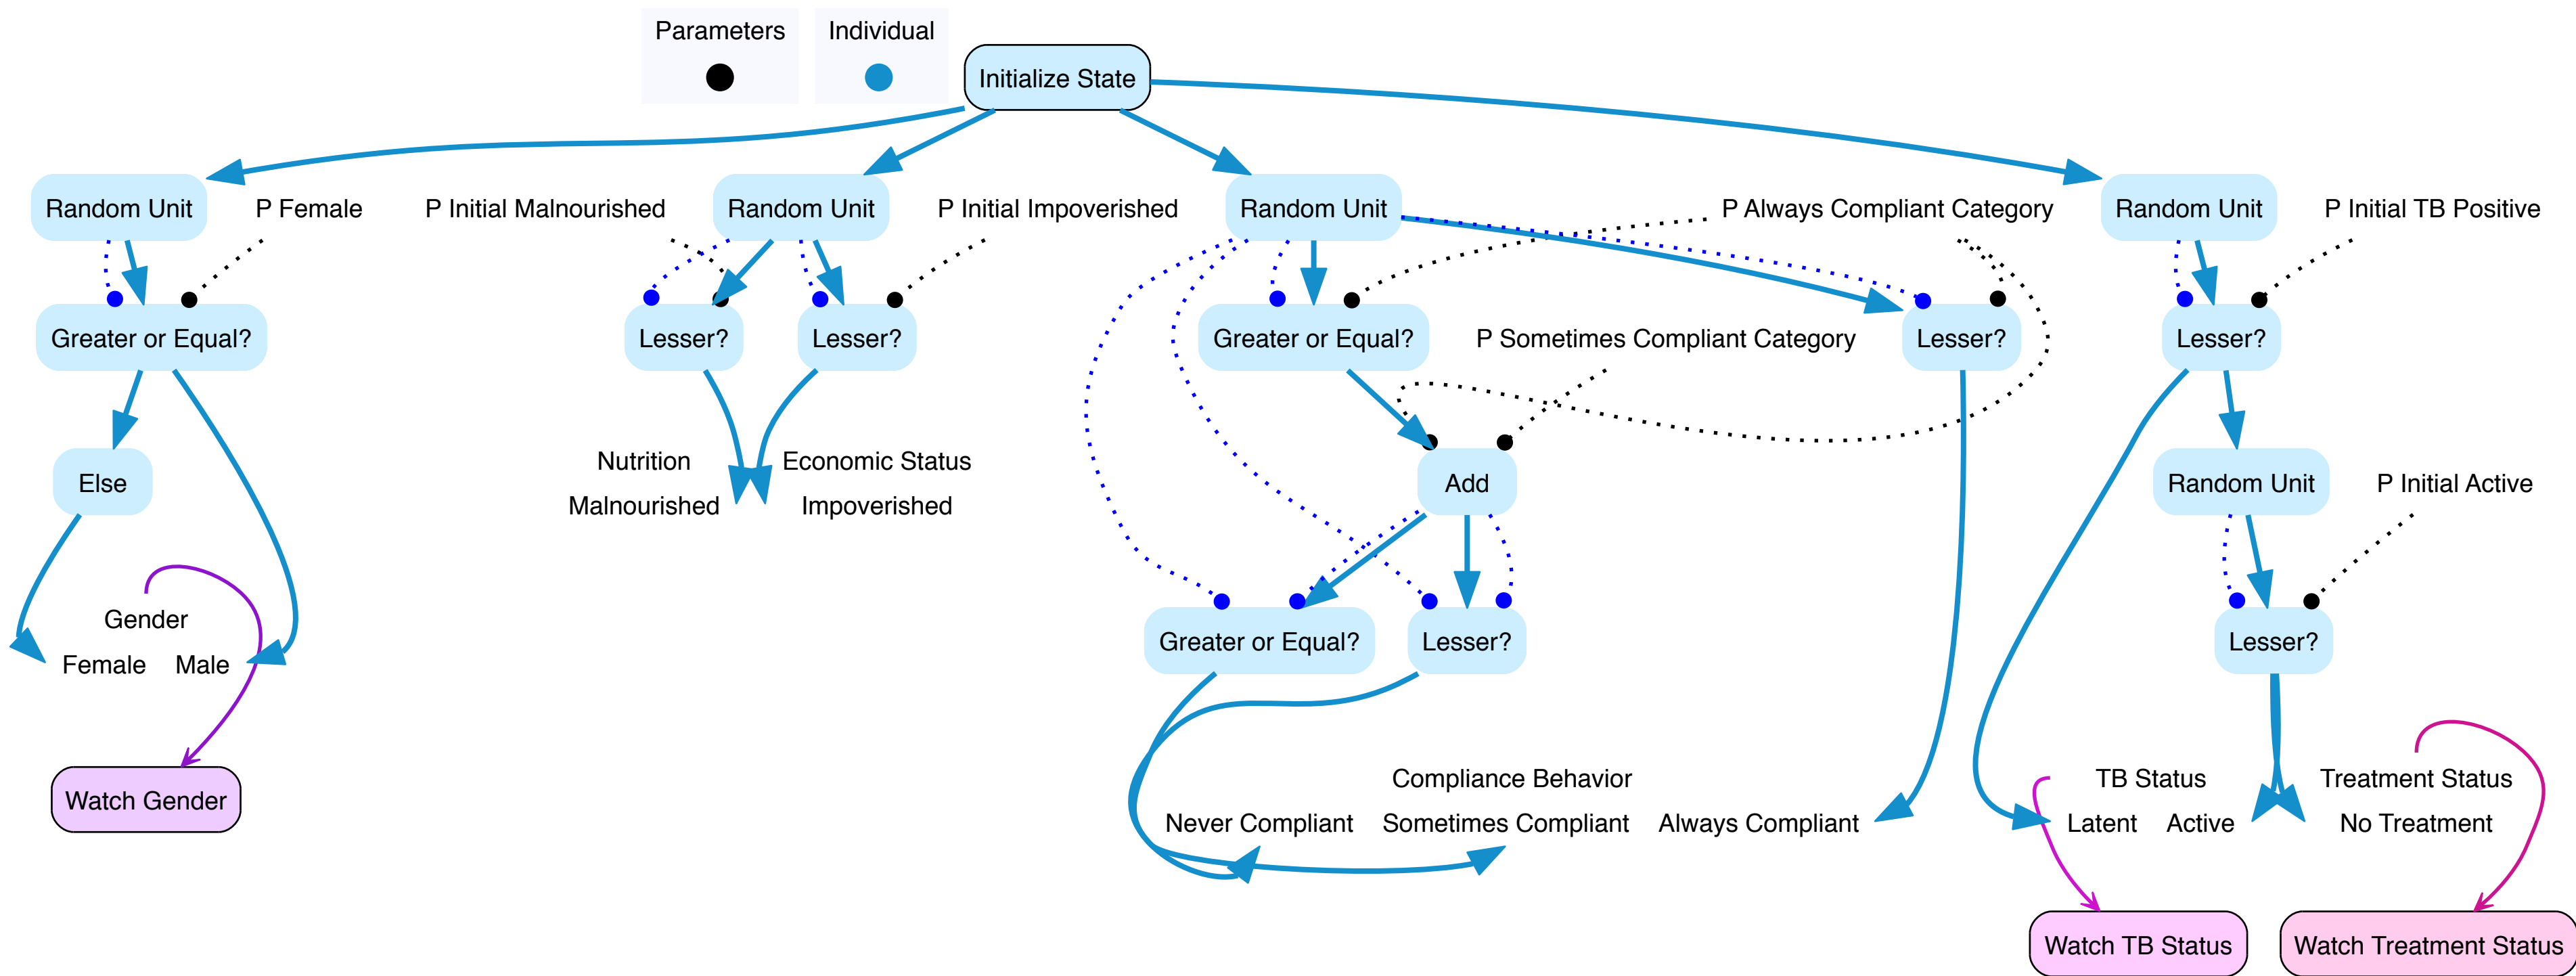 Parameters
Individual
Initialize State
Random Unit
P Female
P Initial Malnourished
Random Unit
P Initial Impoverished
Random Unit
P Always Compliant Category
Random Unit
P Initial TB Positive
Greater or Equal?
Lesser?
Lesser?
Greater or Equal?
P Sometimes Compliant Category
Lesser?
Lesser?
Else
Nutrition
Malnourished
Economic Status
Impoverished
Add
Random Unit
P Initial Active
Gender
Female
Male
Greater or Equal?
Lesser?
Lesser?
Watch Gender
Compliance Behavior
Never Compliant
Sometimes Compliant
Always Compliant
TB Status
Latent
Active
Treatment Status
No Treatment
Watch TB Status
Watch Treatment Status